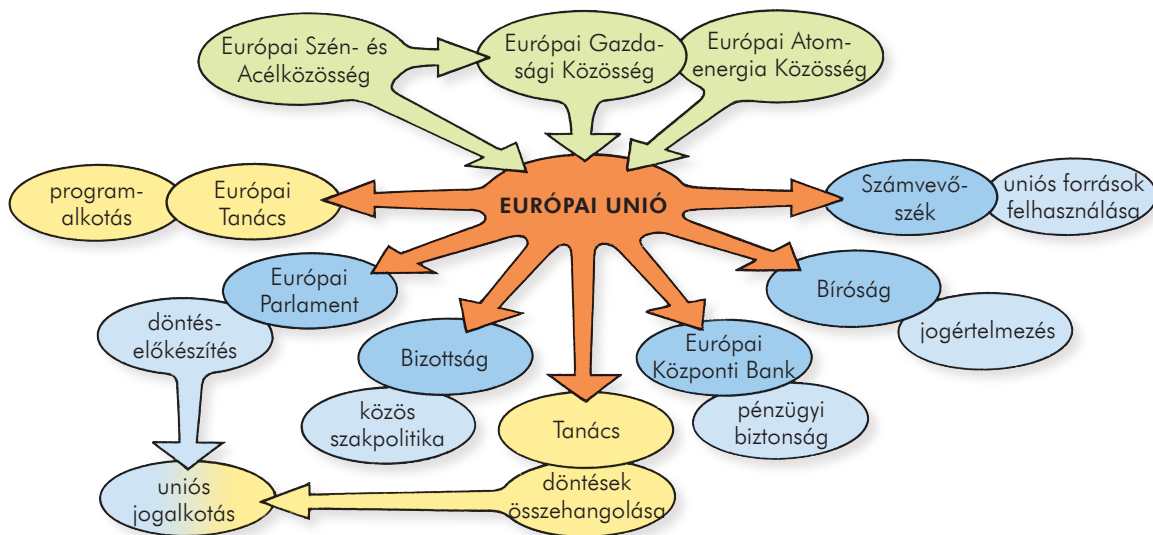 Európai Szén- és
Acélközösség
Európai Gazda-
sági Közösség
Európai Atom-
energia Közösség
program-
alkotás
Európai
Tanács
EURÓPAI UNIÓ
Számvevő-
szék
uniós források
felhasználása
Európai
Parlament
Bíróság
döntés-
előkészítés
jogértelmezés
Bizottság
Európai
Központi Bank
közös
szakpolitika
Tanács
pénzügyi
biztonság
uniós
jogalkotás
döntések
összehangolása